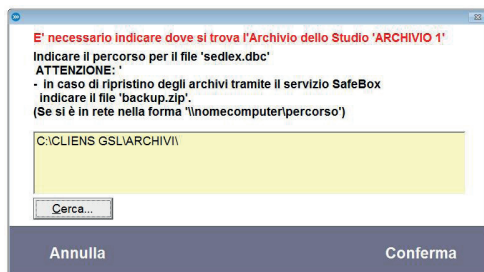 E' necessario indicare dove si trova l'Archivio dello Studio 'ARCHIVIO 1'
Indicare il percorso per il file 'sedlex.dbc'
ATTENZIONE: '
- in caso di ripristino degli archivi tramite il servizio SafeBox
indicare il file 'backup.zip'.
(Se si è in rete nella forma '\\nomecomputer\percorso')
C:\CLIENS GSL\ARCHIVI\
Cerca...
Annulla
Conferma